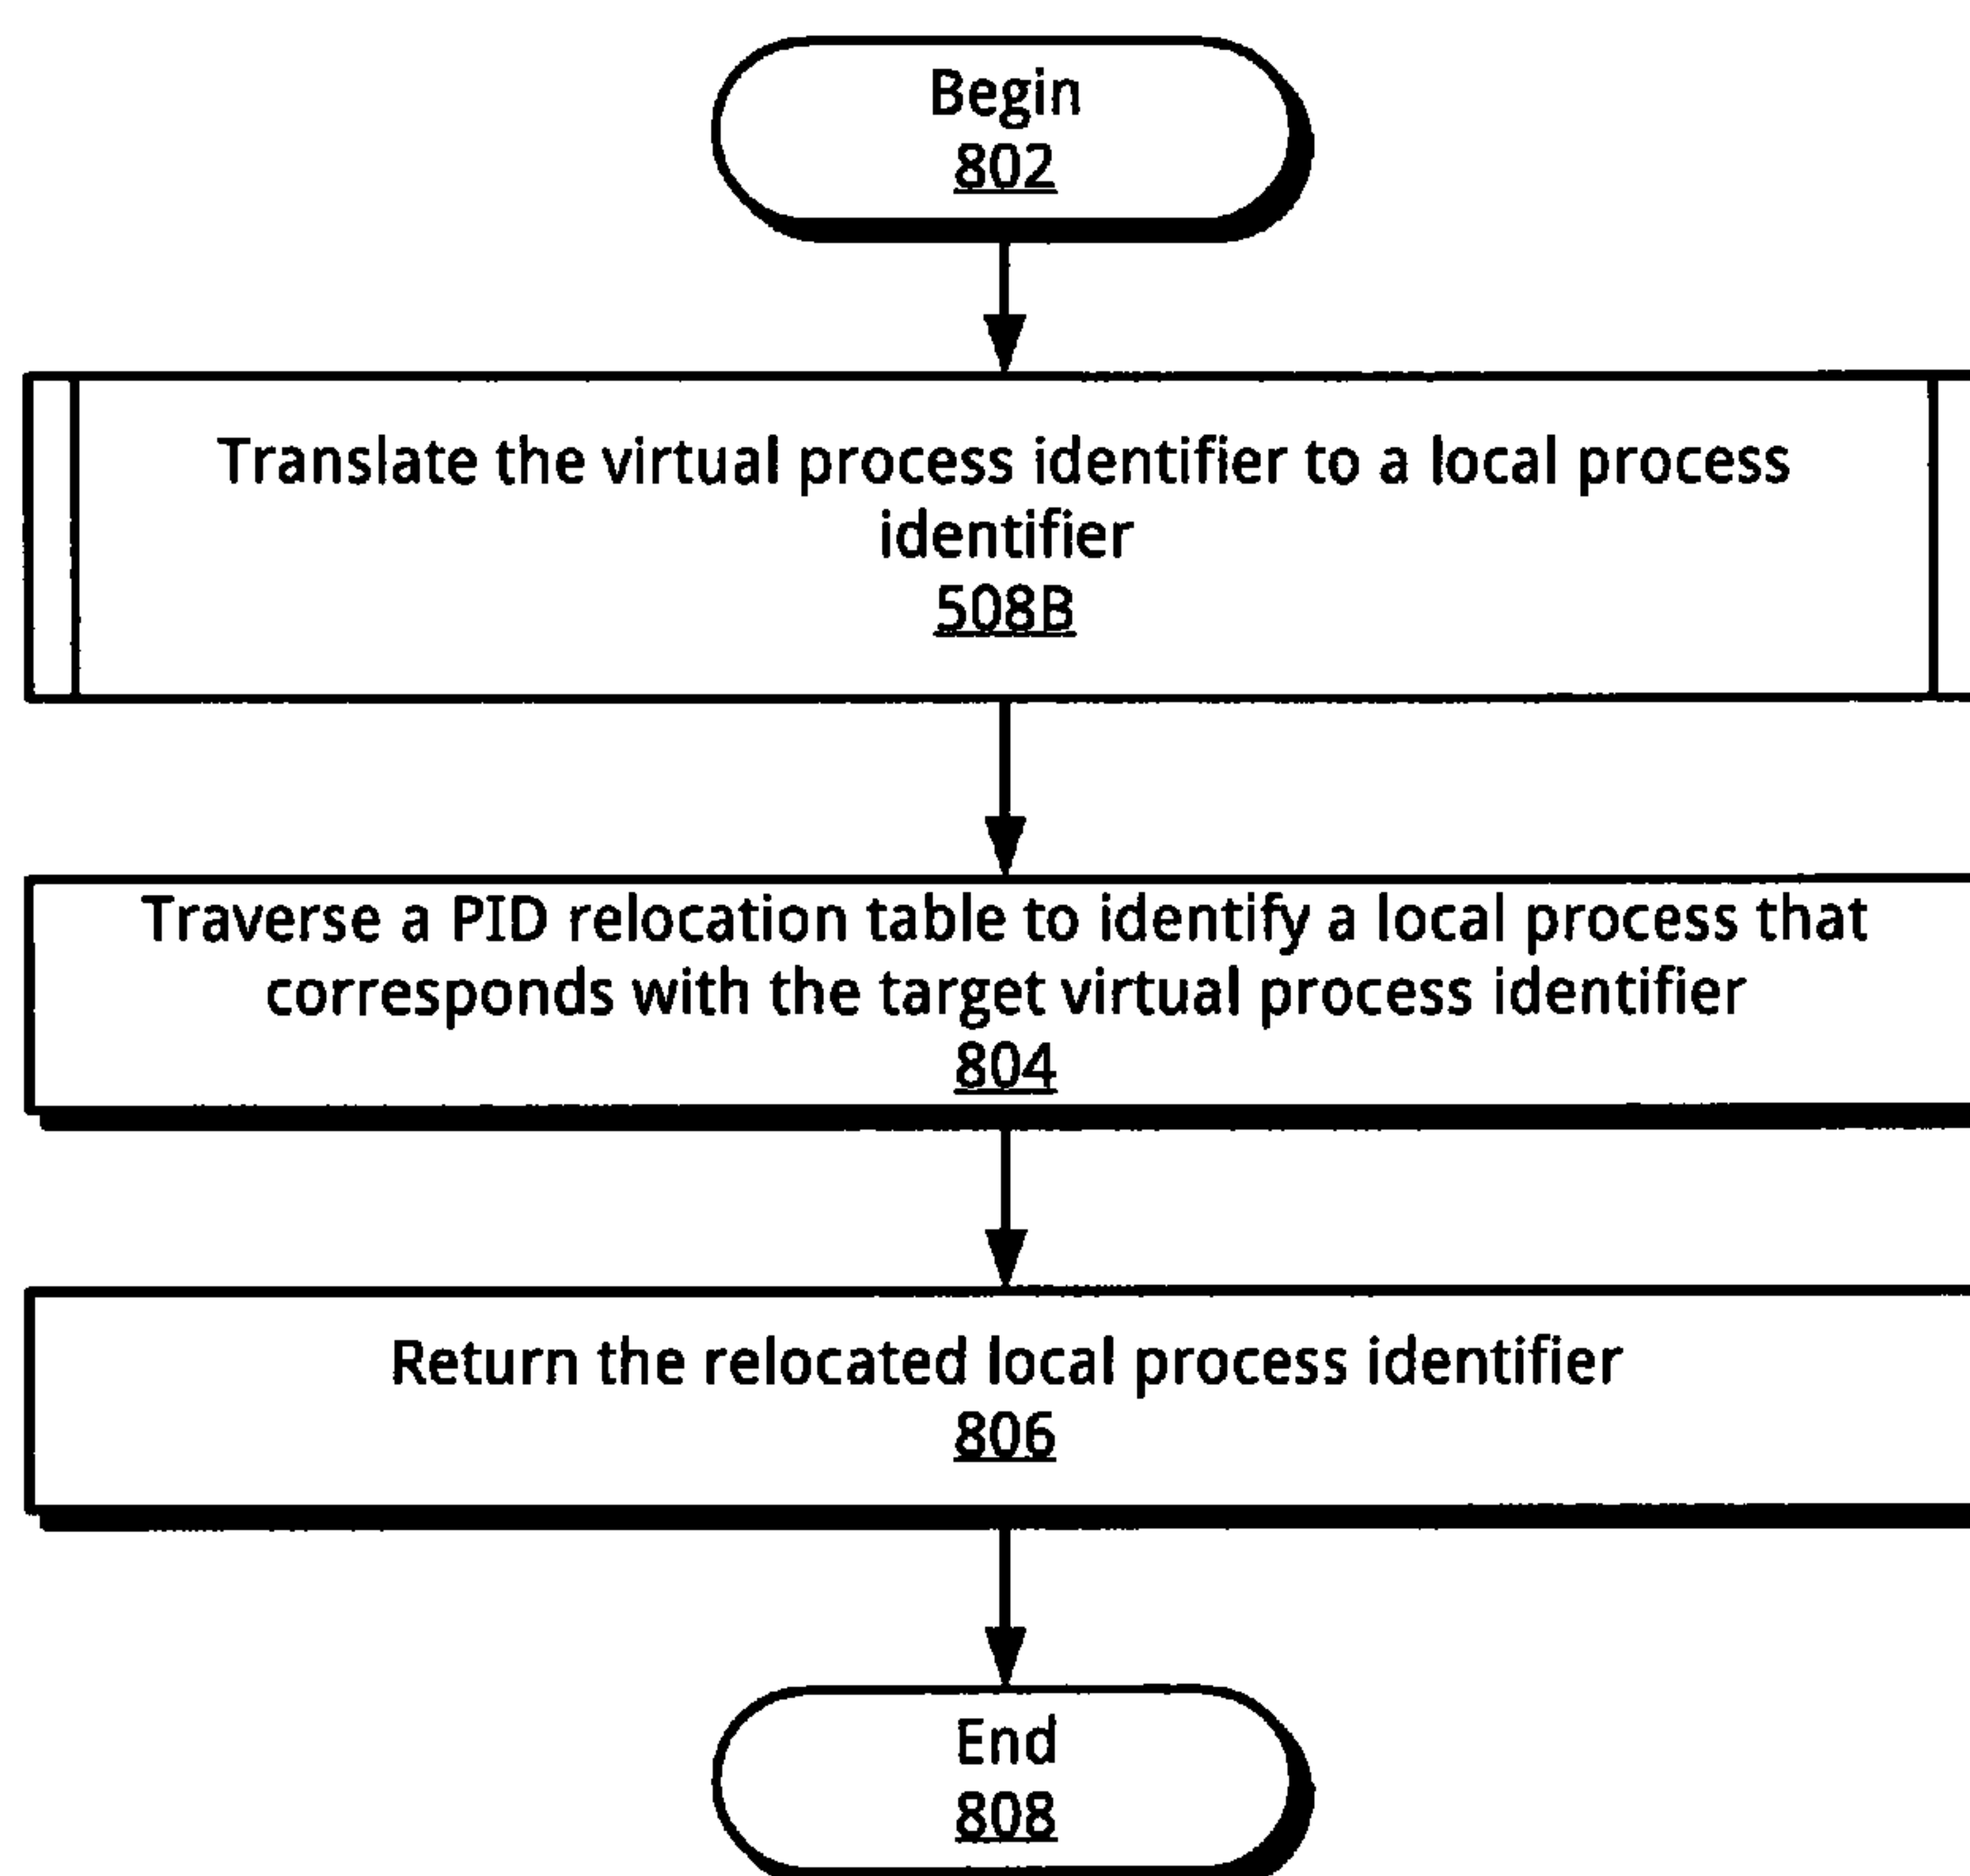 Begin
802
Translate the virtual process identifier to a local process
identifier
508B
Traverse a PID relocation table to identify a local process that
corresponds with the target virtual process identifier
804
Return the relocated local process identifier
806
End
808